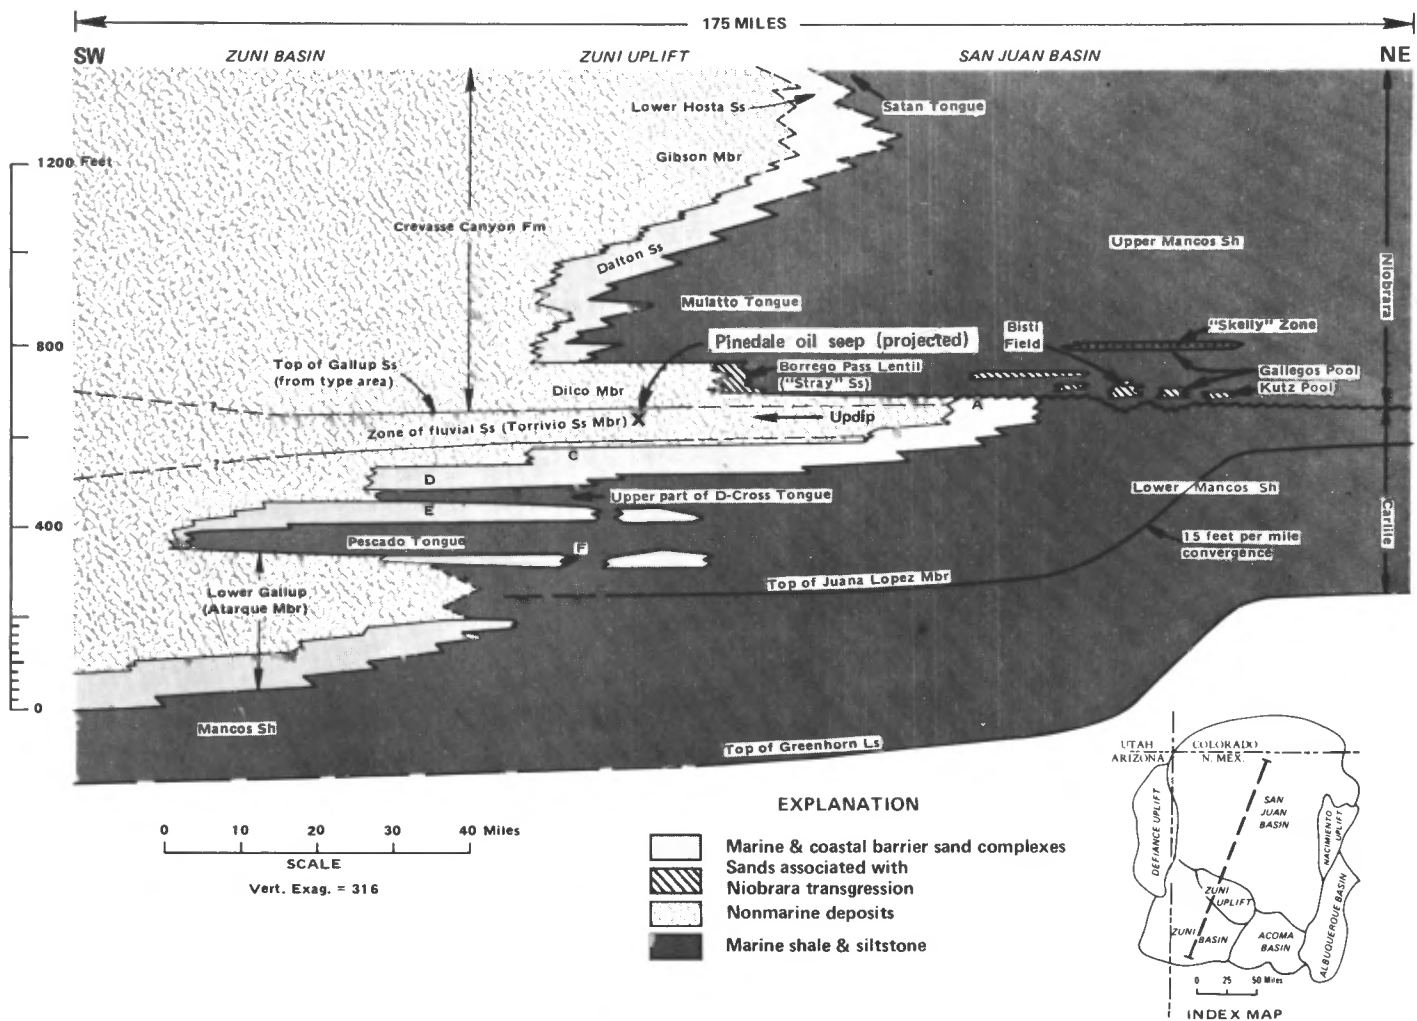 175 MILES
SW
ZUNI BASIN
ZUNI UPLIFT
SAN JUAN BASIN
NE
Lower Hosta Ss
Satan Tongue
Gibson Mbr
1200 Feet
Crevasse Canyon Fm
Dalton Ss
Upper Mancos Sh
Niobrara
Mulatto Tongue
800
Pinedale oil seep (projected)
Bisti
Field
"Skelly" Zone
Top of Gallup Ss
(from type area)
Borrego Pass Lentil
("Stray" Ss)
Gallegos Pool
Kutz Pool
Dilco Mbr
A
Zone of fluvial Ss (Torrivio Ss Mbr)
X
Updip
?
C
D
Upper part of D-Cross Tongue
Lower Mancos Sh
E
400
Carlile
Pescado Tongue
F
15 feet per mile
convergence
Lower Gallup
(Atarque Mbr)
Top of Juana Lopez Mbr
0
Mancos Sh
Top of Greenhorn Ls
0 10 20 30 40 Miles
SCALE
Vert. Exag. = 316
EXPLANATION
Marine & coastal barrier sand complexes
Sands associated with
Niobrara transgression
Nonmarine deposits
Marine shale & siltstone
UTAH
COLORADO
ARIZONA
N. MEX.
DEFIANCE UPLIFT
SAN
JUAN
BASIN
NACIMIENTO
UPLIFT
ZUNI
UPLIFT
ZUNI
BASIN
ACOMA
BASIN
ALBUQUERQUE BASIN
0 25 50 Miles
INDEX MAP